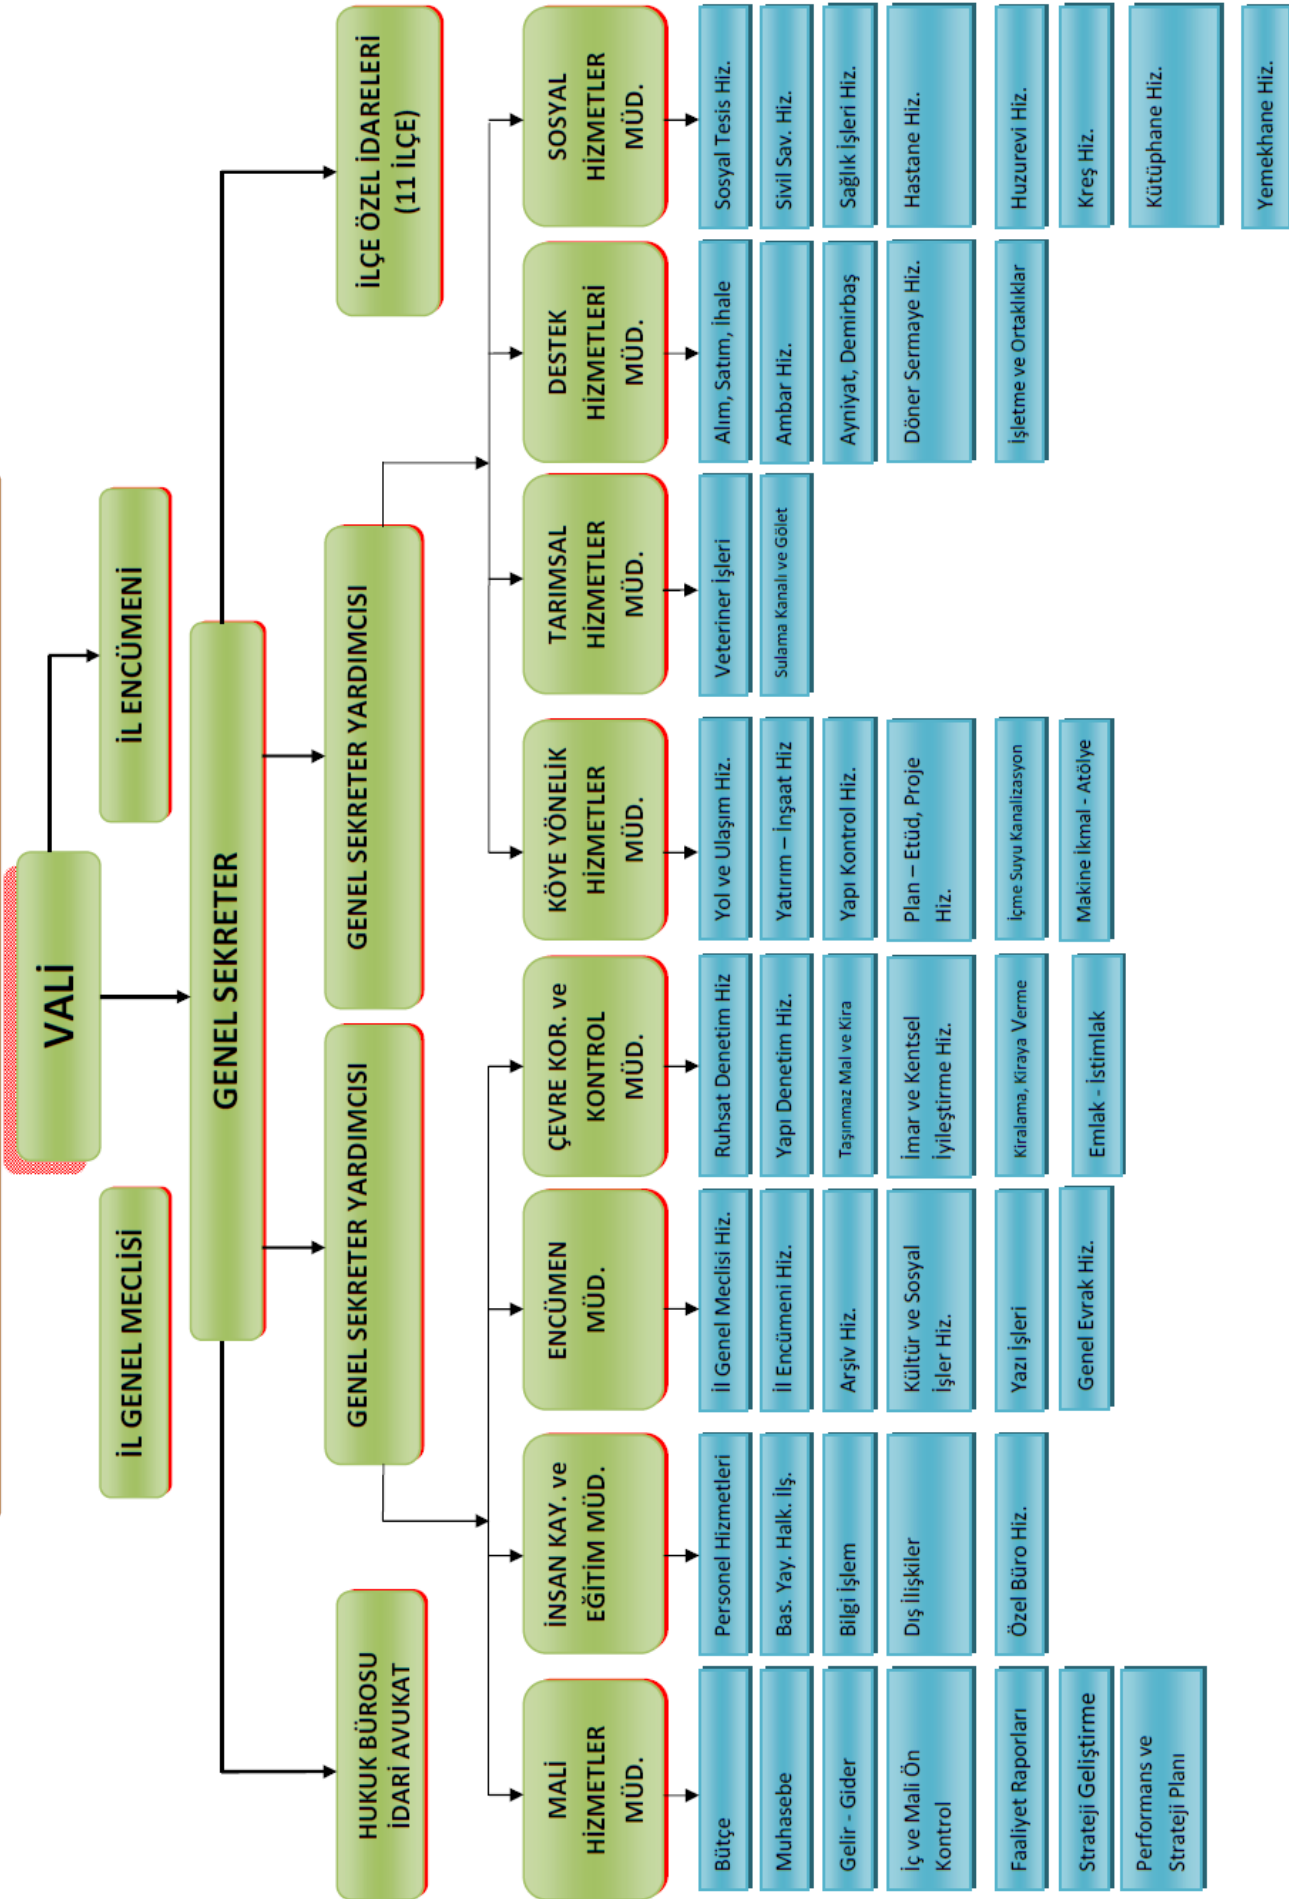 VALİ
İL GENEL MECLİSİ
İL ENCÜMENİ
GENEL SEKRETER
HUKUK BÜROSU
İDARİ AVUKAT
GENEL SEKRETER YARDIMCISI
GENEL SEKRETER YARDIMCISI
İLÇE ÖZEL İDARELERİ
(11 İLÇE)
MALİ
HİZMETLER
MÜD.
Bütçe
Muhasebe
Gelir - Gider
İç ve Mali Ön
Kontrol
Faaliyet Raporları
Strateji Geliştirme
Performans ve
Strateji Planı
İNSAN KAY. ve
EĞİTİM MÜD.
Personel Hizmetleri
Bas. Yay. Halk. İlş.
Bilgi İşlem
Dış İlişkiler
Özel Büro Hiz.
ENCÜMEN
MÜD.
İl Genel Meclisi Hiz.
İl Encümeni Hiz.
Arşiv Hiz.
Kültür ve Sosyal
İşler Hiz.
Yazı İşleri
Genel Evrak Hiz.
ÇEVRE KOR. ve
KONTROL
MÜD.
Ruhsat Denetim Hiz
Yapı Denetim Hiz.
Taşınmaz Mal ve Kira
İmar ve Kentsel
İyileştirme Hiz.
Kiralama, Kiraya Verme
Emlak - İstimlak
KÖYE YÖNELİK
HİZMETLER
MÜD.
Yol ve Ulaşım Hiz.
Yatırım – İnşaat Hiz
Yapı Kontrol Hiz.
Plan – Etüd, Proje
Hiz.
İçme Suyu Kanalizasyon
Makine İkmal - Atölye
TARIMSAL
HİZMETLER
MÜD.
Veteriner İşleri
Sulama Kanalı ve Gölet
DESTEK
HİZMETLERİ
MÜD.
Alım, Satım, İhale
Ambar Hiz.
Ayniyat, Demirbaş
Döner Sermaye Hiz.
İşletme ve Ortaklıklar
SOSYAL
HİZMETLER
MÜD.
Sosyal Tesis Hiz.
Sivil Sav. Hiz.
Sağlık İşleri Hiz.
Hastane Hiz.
Huzurevi Hiz.
Kreş Hiz.
Kütüphane Hiz.
Yemekhane Hiz.